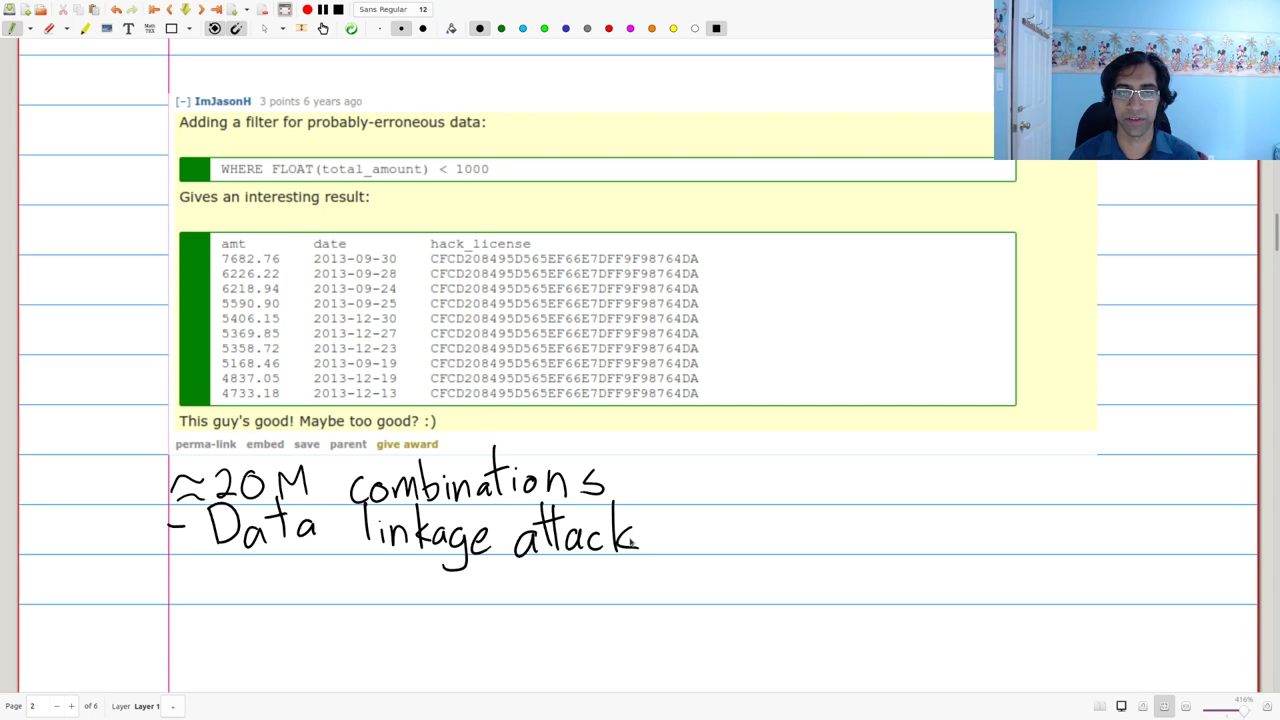 Sans Regular 12
[-] ImJasonH 3 points 6 years ago
Adding a filter for probably-erroneous data:
WHERE FLOAT(total_amount) < 1000
Gives an interesting result:
amt date hack_license
7682.76 2013-09-30 CFCD208495D565EF66E7DFF9F98764DA
6226.22 2013-09-28 CFCD208495D565EF66E7DFF9F98764DA
6218.94 2013-09-24 CFCD208495D565EF66E7DFF9F98764DA
5590.90 2013-09-25 CFCD208495D565EF66E7DFF9F98764DA
5406.15 2013-12-30 CFCD208495D565EF66E7DFF9F98764DA
5369.85 2013-12-27 CFCD208495D565EF66E7DFF9F98764DA
5358.72 2013-12-23 CFCD208495D565EF66E7DFF9F98764DA
5168.46 2013-09-19 CFCD208495D565EF66E7DFF9F98764DA
4837.05 2013-12-19 CFCD208495D565EF66E7DFF9F98764DA
4733.18 2013-12-13 CFCD208495D565EF66E7DFF9F98764DA
This guy's good! Maybe too good? :)
perma-link embed save parent give award
≈20M combinations
- Data linkage attack
Page 2 - + of 6 Layer Layer 1 416%